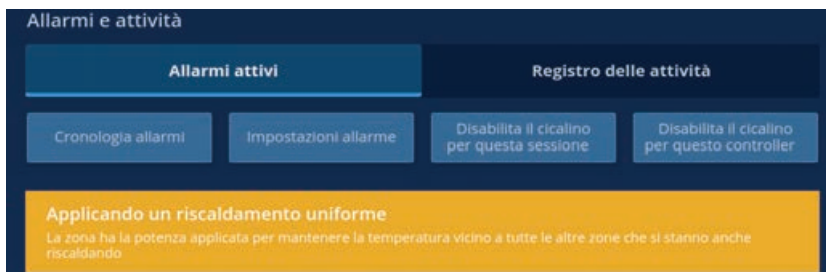 Allarmi e attività
Allarmi attivi
Registro delle attività
Cronologia allarmi
Impostazioni allarme
Disabilita il cicalino
per questa sessione
Disabilita il cicalino
per questo controller
Applicando un riscaldamento uniforme
La zona ha la potenza applicata per mantenere la temperatura vicino a tutte le altre zone che si stanno anche
riscaldando